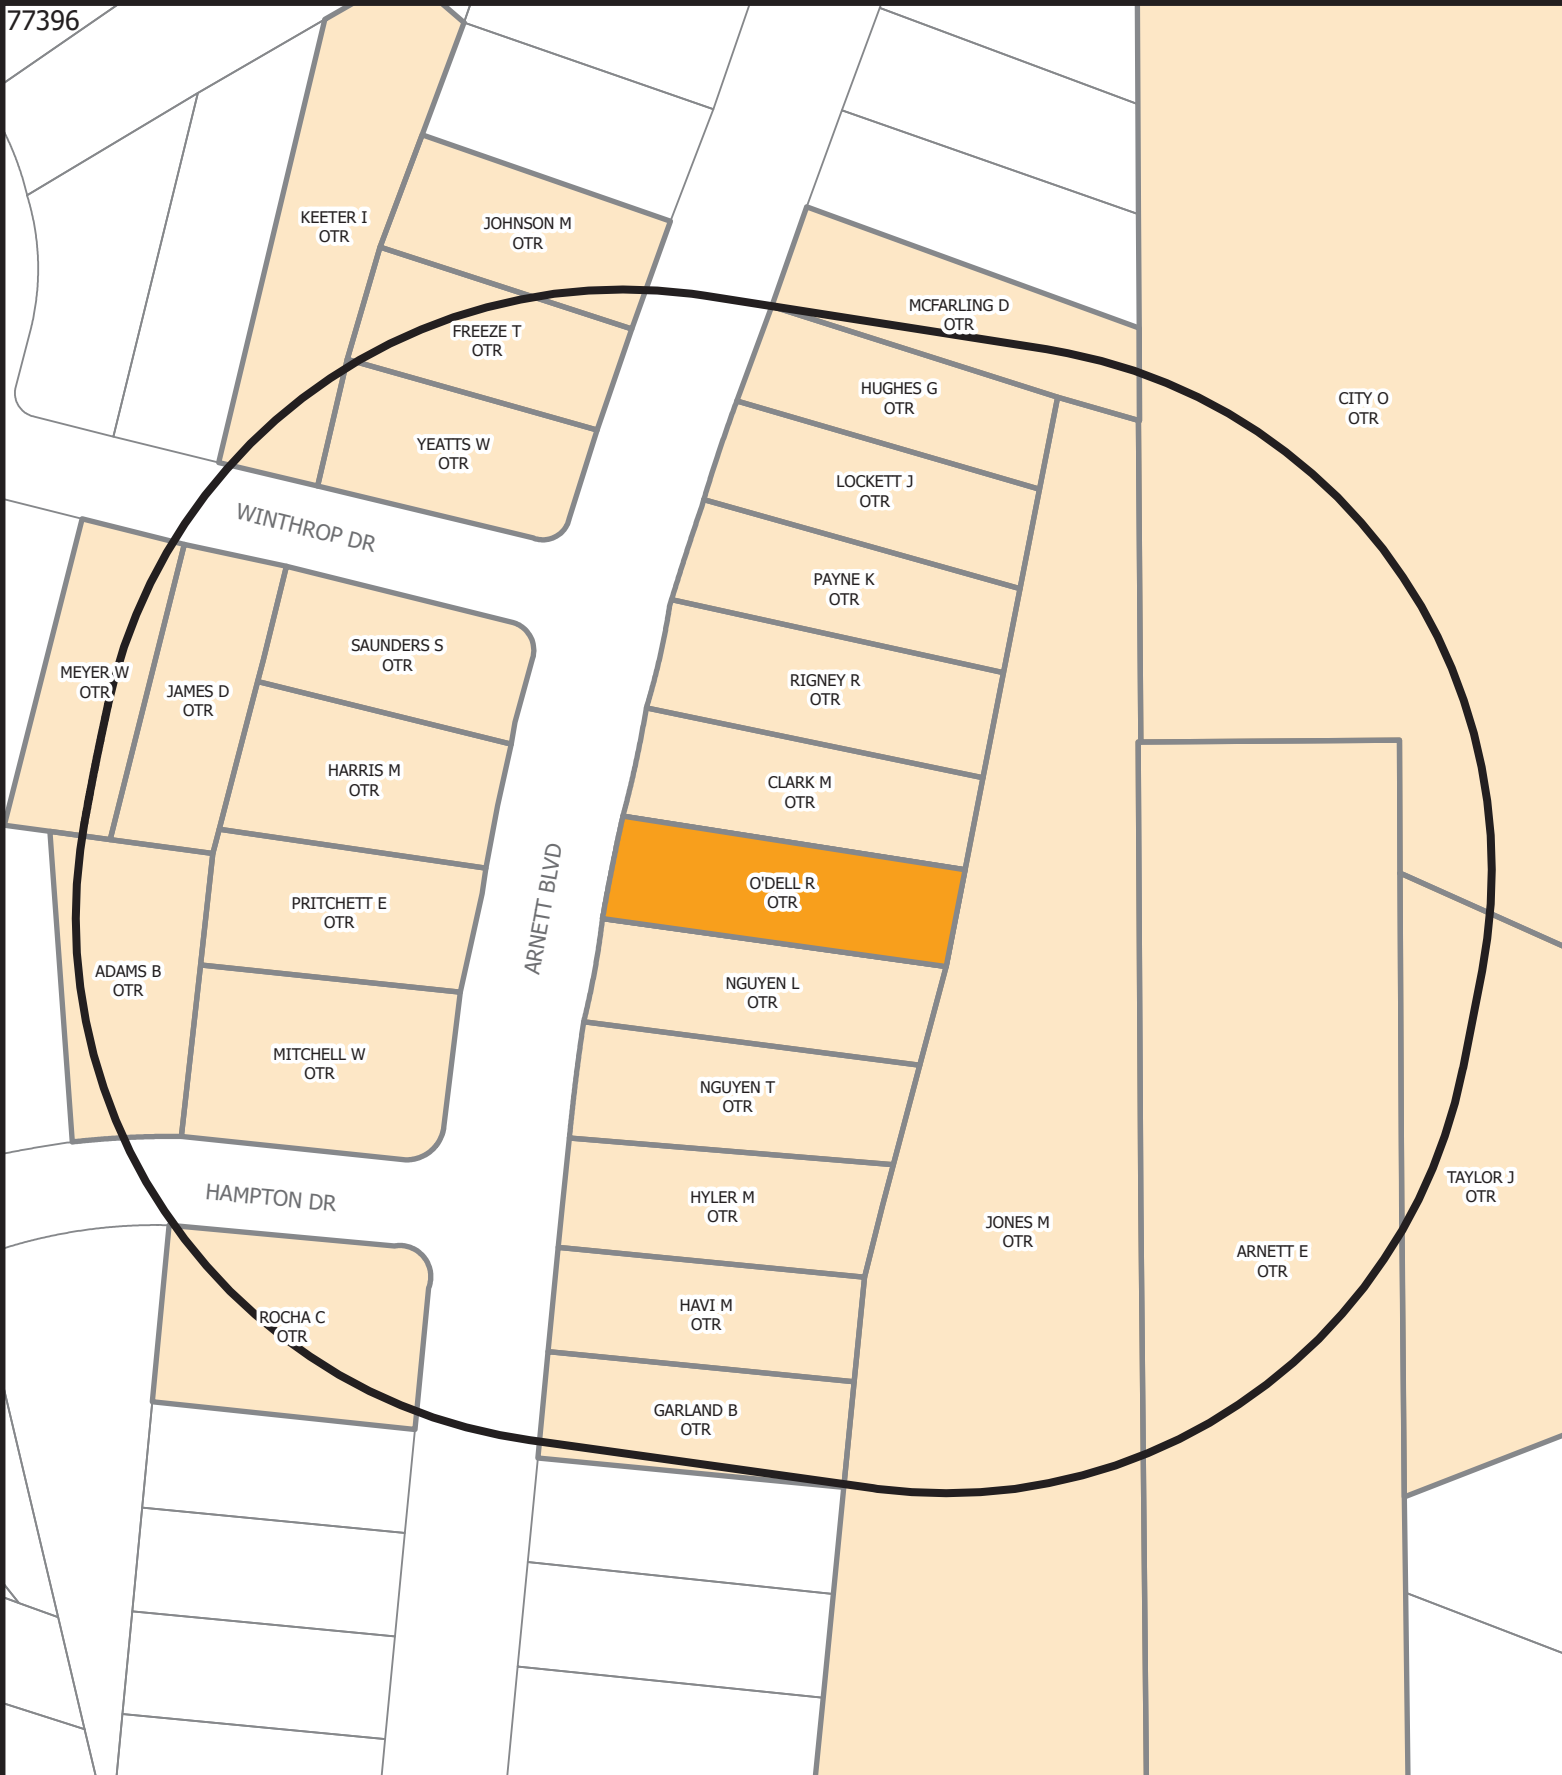 77396
KEETER I
OTR
JOHNSON M
OTR
MCFARLING D
OTR
FREEZE T
OTR
HUGHES G
OTR
CITY O
OTR
YEATTS W
OTR
LOCKETT J
OTR
WINTHROP DR
PAYNE K
OTR
SAUNDERS S
OTR
MEYER W
OTR
JAMES D
OTR
RIGNEY R
OTR
HARRIS M
OTR
CLARK M
OTR
ARNETT BLVD
O'DELL R
OTR
PRITCHETT E
OTR
ADAMS B
OTR
NGUYEN L
OTR
MITCHELL W
OTR
NGUYEN T
OTR
HAMPTON DR
HYLER M
OTR
TAYLOR J
OTR
JONES M
OTR
ARNETT E
OTR
ROCHA C
OTR
HAVI M
OTR
GARLAND B
OTR